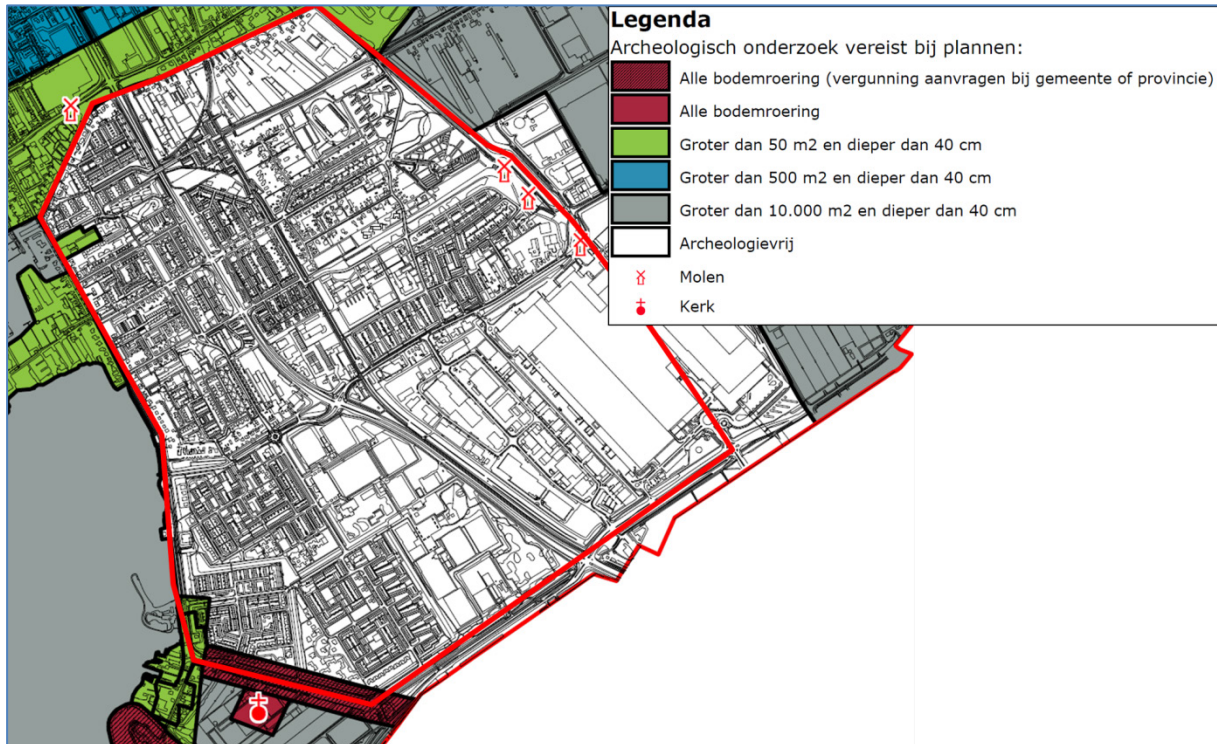 Legenda
Archeologisch onderzoek vereist bij plannen:
Alle bodemroering (vergunning aanvragen bij gemeente of provincie)
Alle bodemroering
Groter dan 50 m2 en dieper dan 40 cm
Groter dan 500 m2 en dieper dan 40 cm
Groter dan 10.000 m2 en dieper dan 40 cm
Archeologievrij
Molen
Kerk